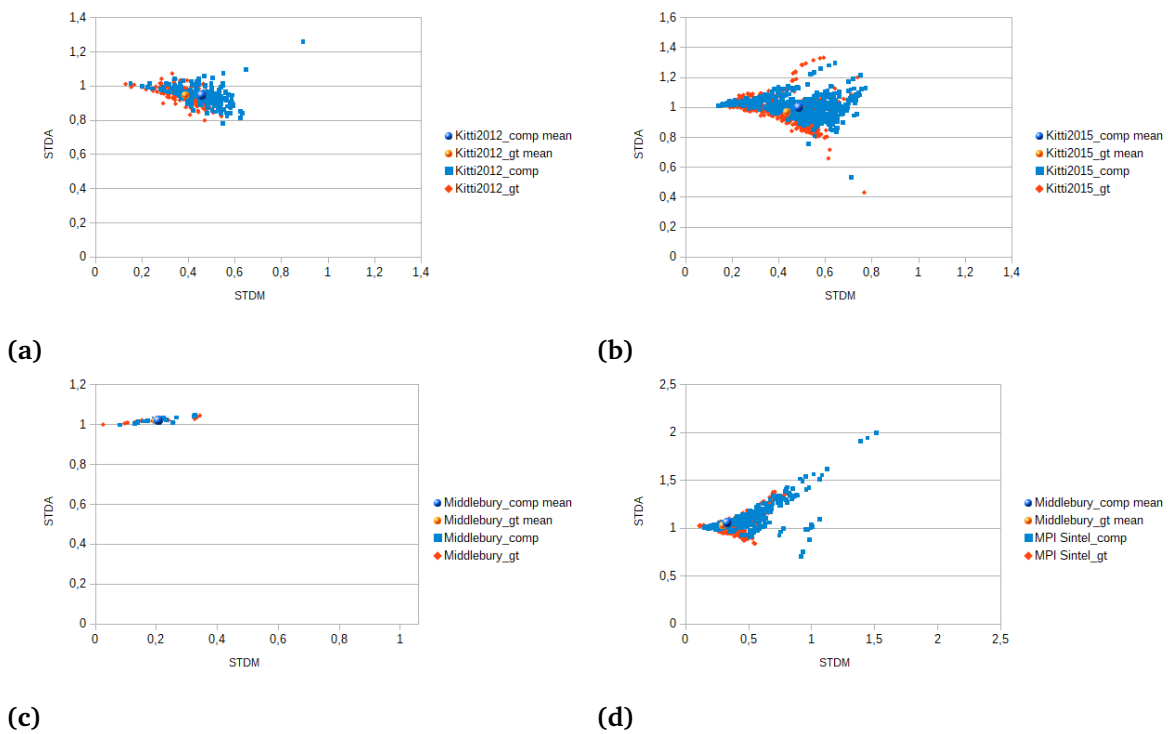 1,4
1,2
1
0,8
0,6
0,4
0,2
0
STDA
0 0,2 0,4 0,6 0,8 1 1,2 1,4
STDM
Kitti2012_comp mean
Kitti2012_gt mean
Kitti2012_comp
Kitti2012_gt
(a)
1,6
1,4
1,2
1
0,8
0,6
0,4
0,2
0
STDA
0 0,2 0,4 0,6 0,8 1 1,2 1,4
STDM
Kitti2015_comp mean
Kitti2015_gt mean
Kitti2015_comp
Kitti2015_gt
(b)
1,2
1
0,8
0,6
0,4
0,2
0
STDA
0 0,2 0,4 0,6 0,8 1
STDM
Middlebury_comp mean
Middlebury_gt mean
Middlebury_comp
Middlebury_gt
(c)
2,5
2
1,5
1
0,5
0
STDA
0 0,5 1 1,5 2 2,5
STDM
Middlebury_comp mean
Middlebury_gt mean
MPI Sintel_comp
MPI Sintel_gt
(d)